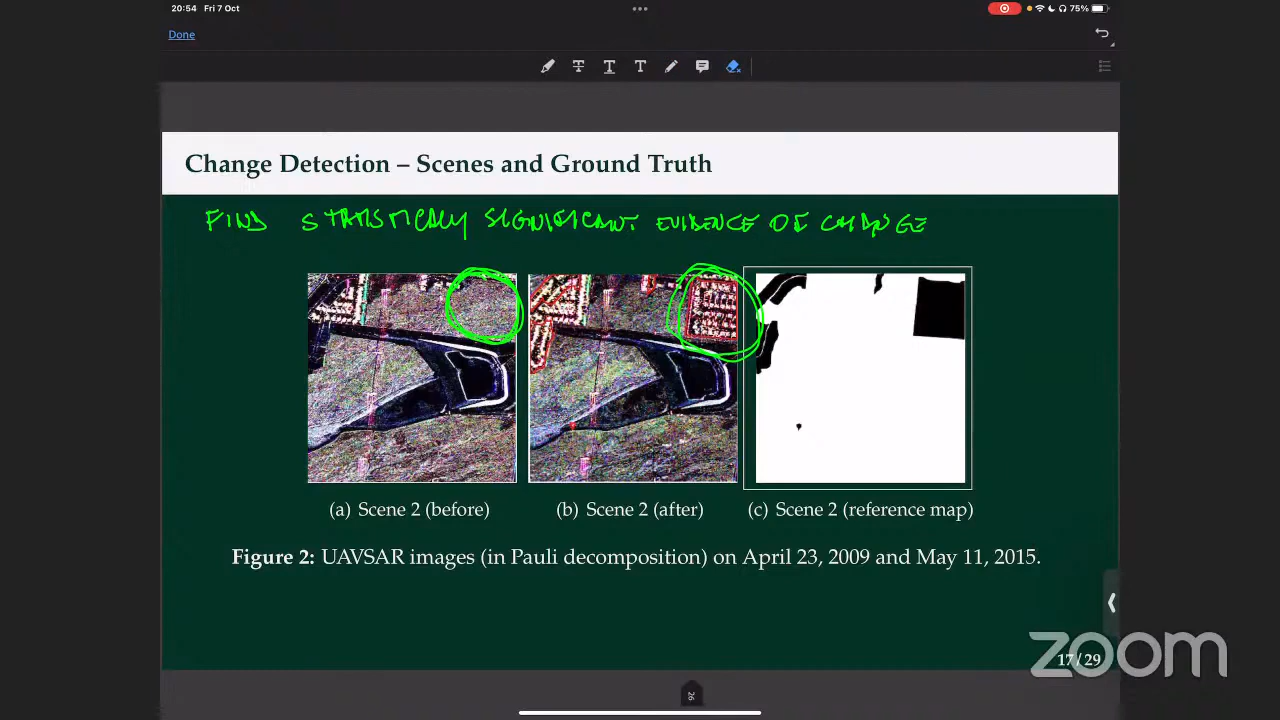 20:54 Fri 7 Oct
75%
Done
Change Detection – Scenes and Ground Truth
FIND STATISTICALLY SIGNIFICANT EVIDENCE OF CHANGE
(a) Scene 2 (before) (b) Scene 2 (after) (c) Scene 2 (reference map)
Figure 2: UAVSAR images (in Pauli decomposition) on April 23, 2009 and May 11, 2015.
17/29
zoom
26